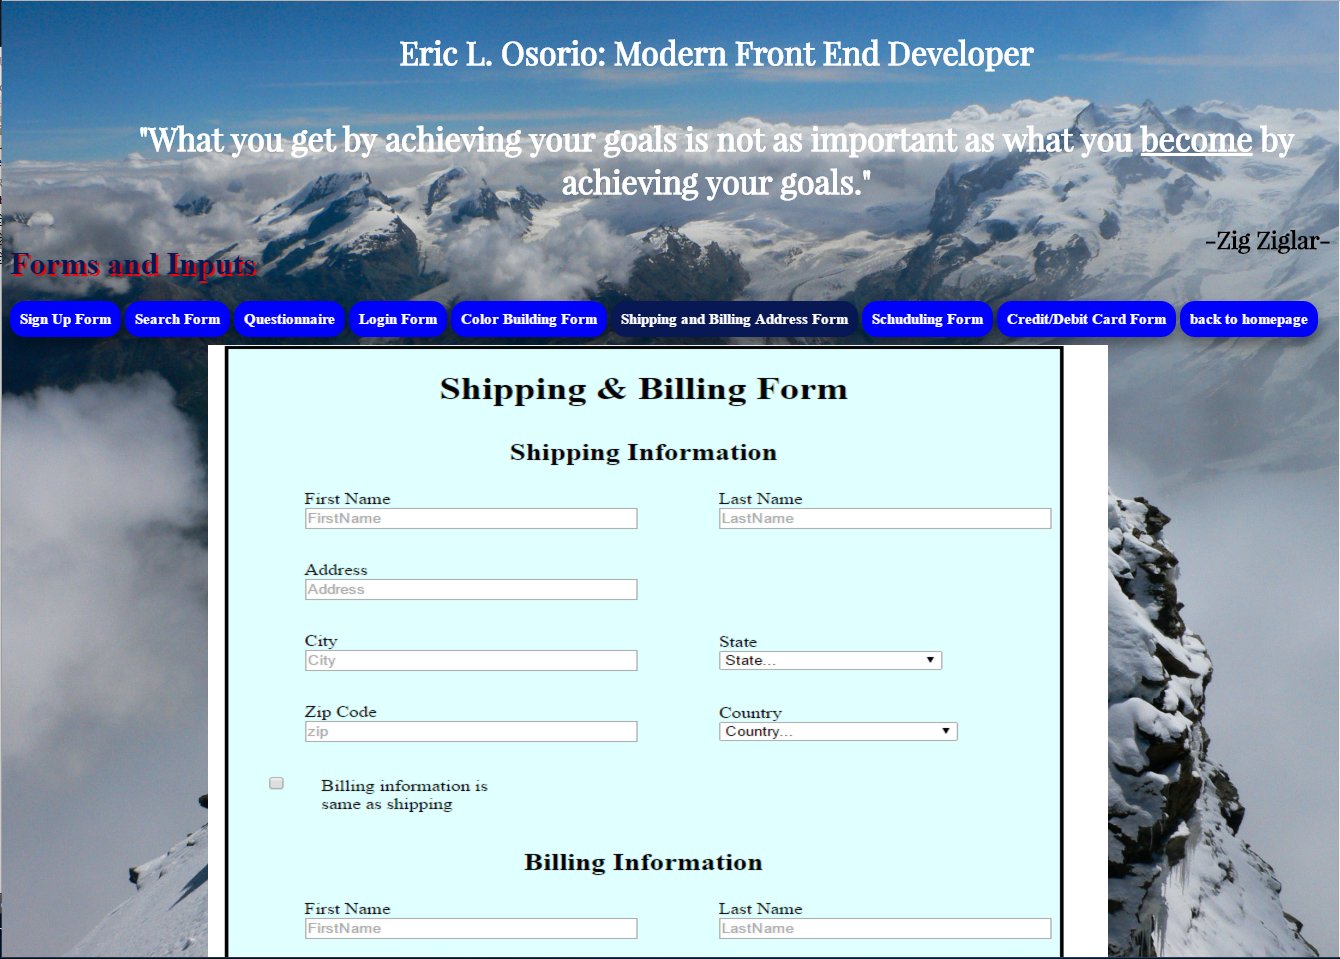 Eric L. Osorio: Modern Front End Developer
"What you get by achieving your goals is not as important as what you become by
achieving your goals."
-Zig Ziglar-
Forms and Inputs
Sign Up Form Search Form Questionnaire Login Form Color Building Form Shipping and Billing Address Form Schuduling Form Credit/Debit Card Form back to homepage
Shipping & Billing Form
Shipping Information
First Name Last Name
FirstName LastName
Address
Address
City State
City State...
Zip Code Country
zip Country...
Billing information is
same as shipping
Billing Information
First Name Last Name
FirstName LastName